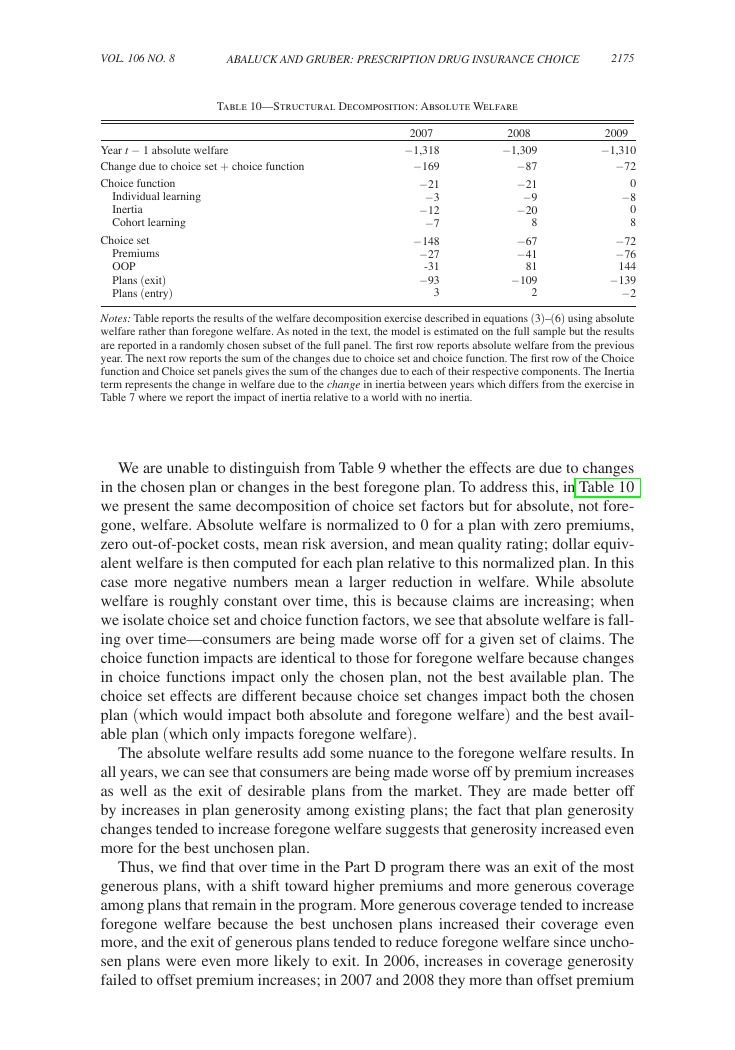 VOL. 106 NO. 8 ABALUCK AND GRUBER: PRESCRIPTION DRUG INSURANCE CHOICE 2175
Table 10—Structural Decomposition: Absolute Welfare
2007 2008 2009
Year t − 1 absolute welfare −1,318 −1,309 −1,310
Change due to choice set + choice function −169 −87 −72
Choice function −21 −21 0
Individual learning −3 −9 −8
Inertia −12 −20 0
Cohort learning −7 8 8
Choice set −148 −67 −72
Premiums −27 −41 −76
OOP -31 81 144
Plans (exit) −93 −109 −139
Plans (entry) 3 2 −2
Notes: Table reports the results of the welfare decomposition exercise described in equations (3)–(6) using absolute
welfare rather than foregone welfare. As noted in the text, the model is estimated on the full sample but the results
are reported in a randomly chosen subset of the full panel. The first row reports absolute welfare from the previous
year. The next row reports the sum of the changes due to choice set and choice function. The first row of the Choice
function and Choice set panels gives the sum of the changes due to each of their respective components. The Inertia
term represents the change in welfare due to the change in inertia between years which differs from the exercise in
Table 7 where we report the impact of inertia relative to a world with no inertia.
We are unable to distinguish from Table 9 whether the effects are due to changes
in the chosen plan or changes in the best foregone plan. To address this, in Table 10
we present the same decomposition of choice set factors but for absolute, not fore-
gone, welfare. Absolute welfare is normalized to 0 for a plan with zero premiums,
zero out-of-pocket costs, mean risk aversion, and mean quality rating; dollar equiv-
alent welfare is then computed for each plan relative to this normalized plan. In this
case more negative numbers mean a larger reduction in welfare. While absolute
welfare is roughly constant over time, this is because claims are increasing; when
we isolate choice set and choice function factors, we see that absolute welfare is fall-
ing over time—consumers are being made worse off for a given set of claims. The
choice function impacts are identical to those for foregone welfare because changes
in choice functions impact only the chosen plan, not the best available plan. The
choice set effects are different because choice set changes impact both the chosen
plan (which would impact both absolute and foregone welfare) and the best avail-
able plan (which only impacts foregone welfare).
The absolute welfare results add some nuance to the foregone welfare results. In
all years, we can see that consumers are being made worse off by premium increases
as well as the exit of desirable plans from the market. They are made better off
by increases in plan generosity among existing plans; the fact that plan generosity
changes tended to increase foregone welfare suggests that generosity increased even
more for the best unchosen plan.
Thus, we find that over time in the Part D program there was an exit of the most
generous plans, with a shift toward higher premiums and more generous coverage
among plans that remain in the program. More generous coverage tended to increase
foregone welfare because the best unchosen plans increased their coverage even
more, and the exit of generous plans tended to reduce foregone welfare since uncho-
sen plans were even more likely to exit. In 2006, increases in coverage generosity
failed to offset premium increases; in 2007 and 2008 they more than offset premium